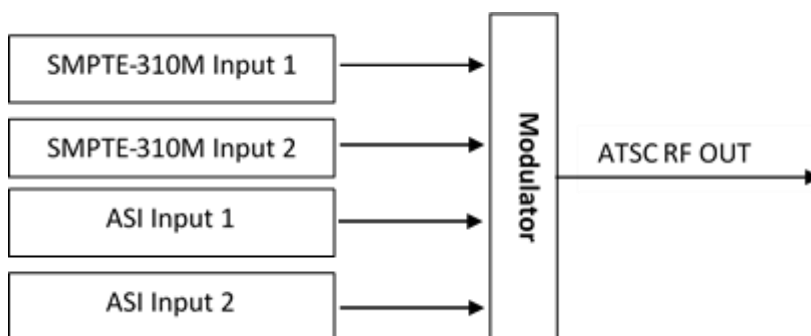 SMPTE-310M Input 1
SMPTE-310M Input 2
ASI Input 1
ASI Input 2
Modulator
ATSC RF OUT